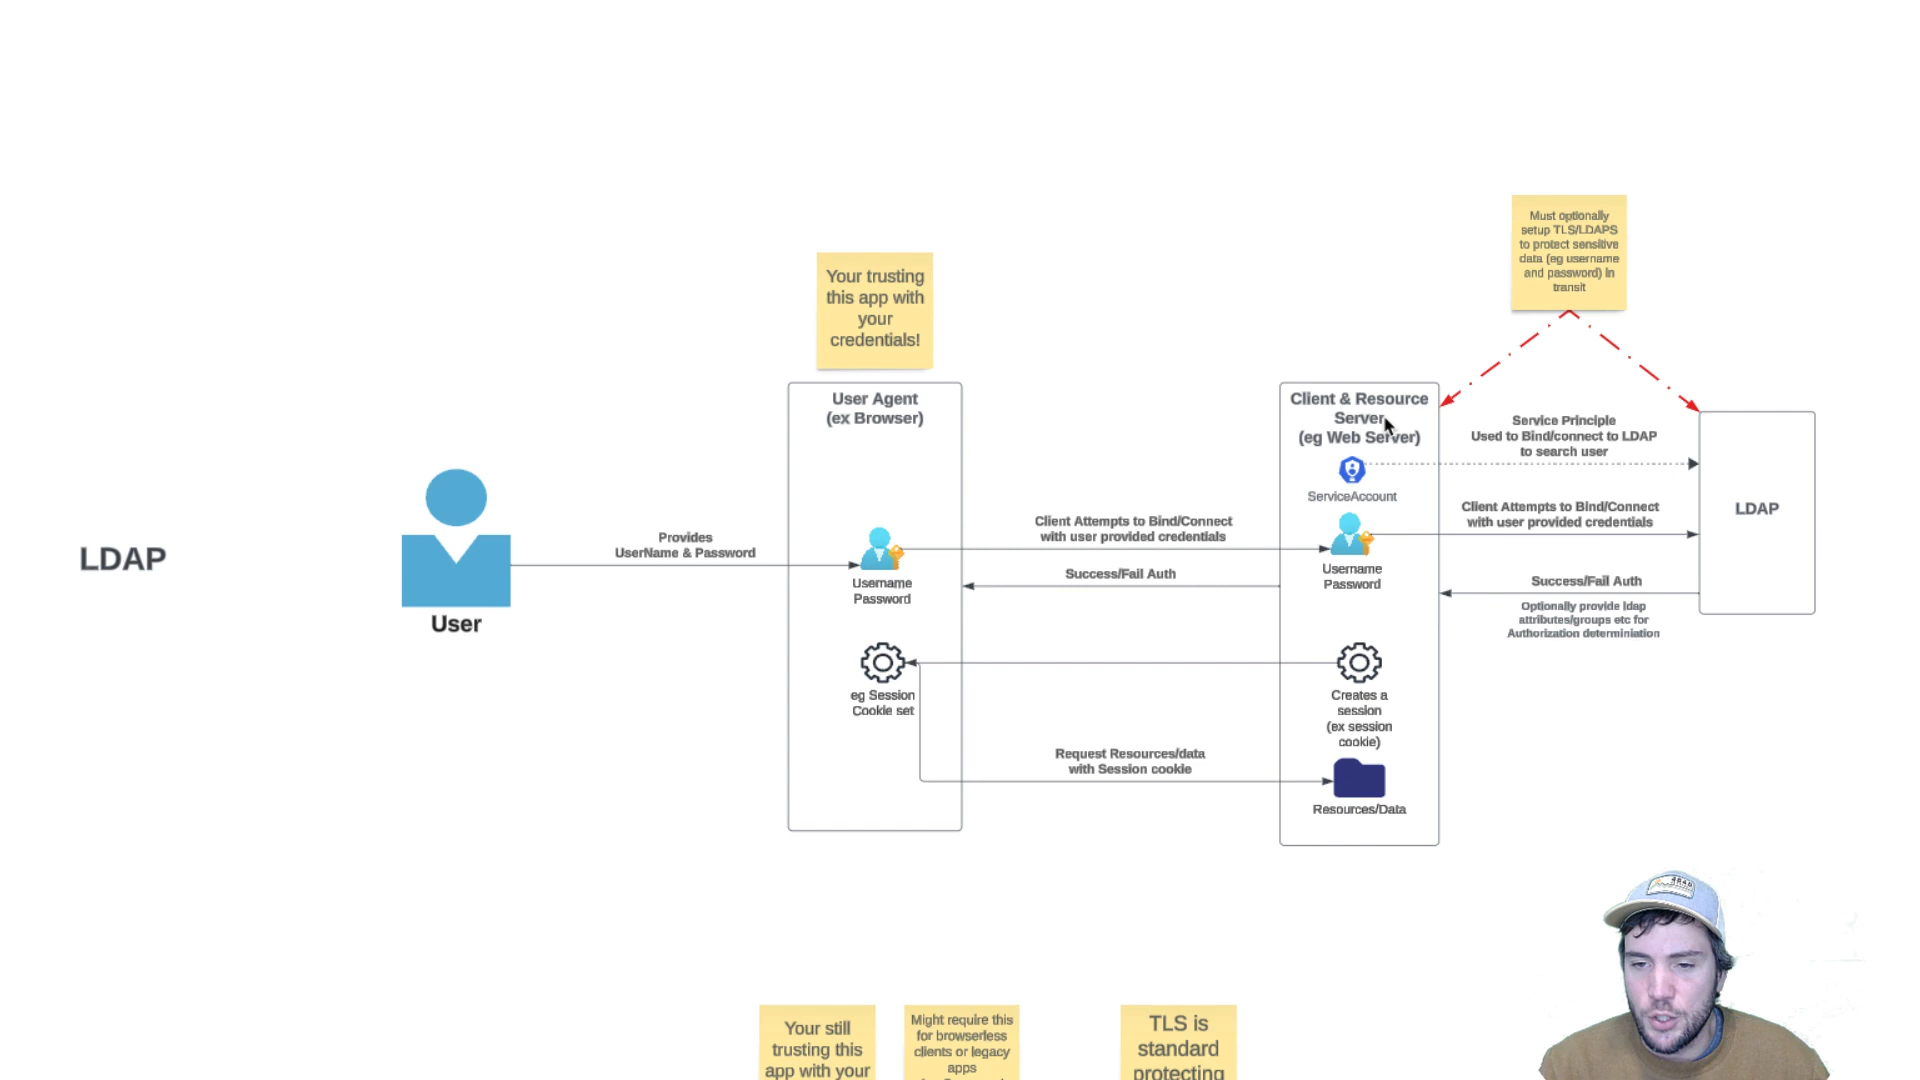 Must optionally
setup TLS/LDAPS
to protect sensitive
data (eg username
and password) in
transit
Your trusting
this app with
your
credentials!
User Agent
(ex Browser)
Client & Resource
Server
(eg Web Server)
ServiceAccount
Service Principle
Used to Bind/connect to LDAP
to search user
LDAP
LDAP
User
Provides
UserName & Password
Username
Password
Client Attempts to Bind/Connect
with user provided credentials
Success/Fail Auth
Username
Password
Client Attempts to Bind/Connect
with user provided credentials
Success/Fail Auth
Optionally provide ldap
attributes/groups etc for
Authorization determiniation
eg Session
Cookie set
Creates a
session
(ex session
cookie)
Request Resources/data
with Session cookie
Resources/Data
Your still
trusting this
app with your
Might require this
for browserless
clients or legacy
apps
TLS is
standard
protecting